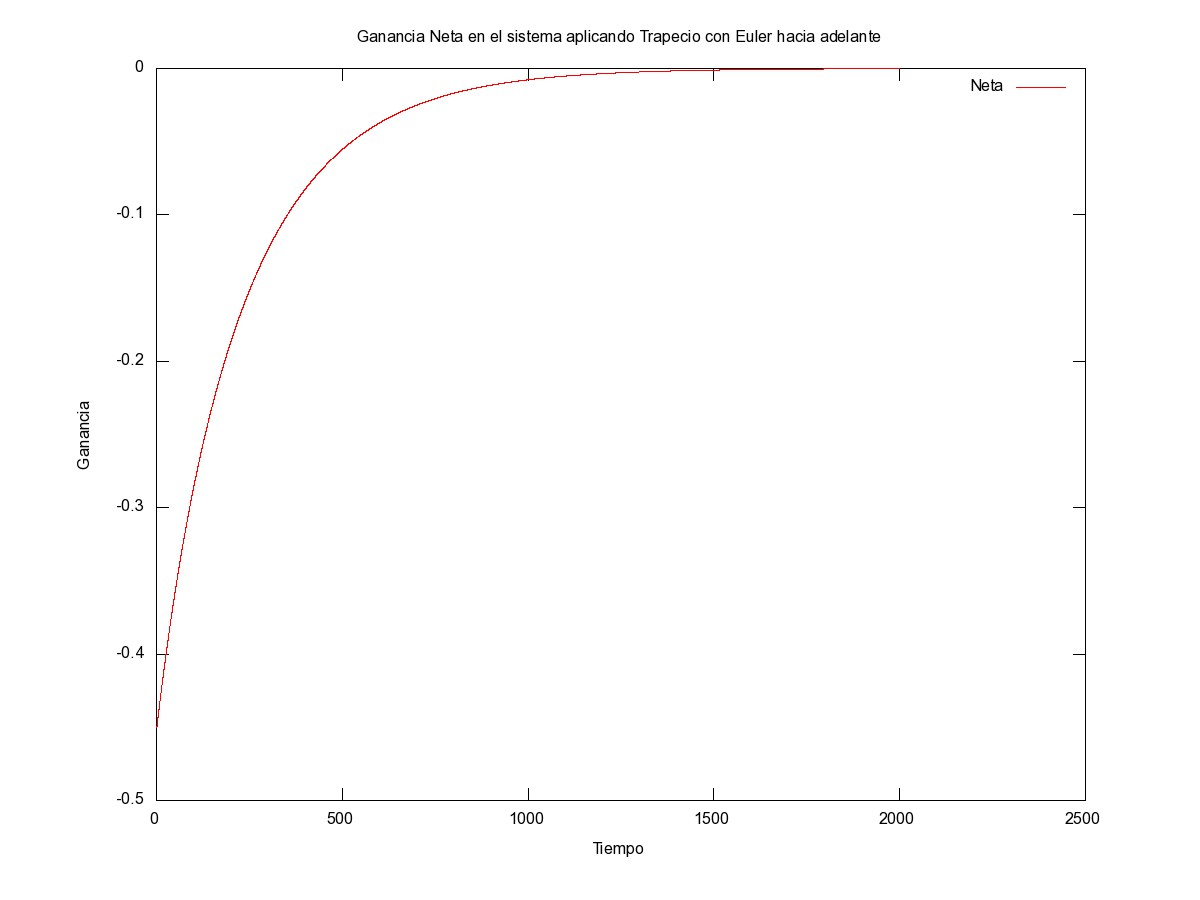 Ganancia Neta en el sistema aplicando Trapecio con Euler hacia adelante
0
Neta
-0.1
-0.2
-0.3
-0.4
-0.5
Ganancia
0 500 1000 1500 2000 2500
Tiempo